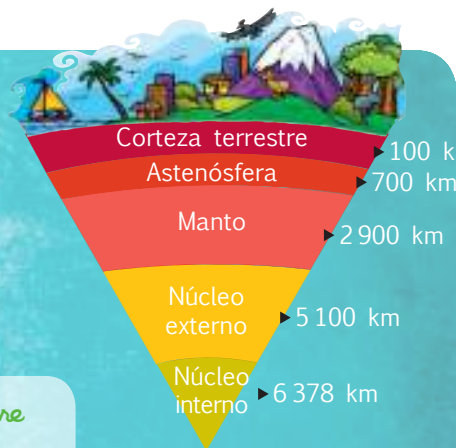 Corteza terrestre
100 k
Astenósfera
700 km
Manto
2 900 km
Núcleo
externo
5 100 km
Núcleo
interno
6 378 km
re